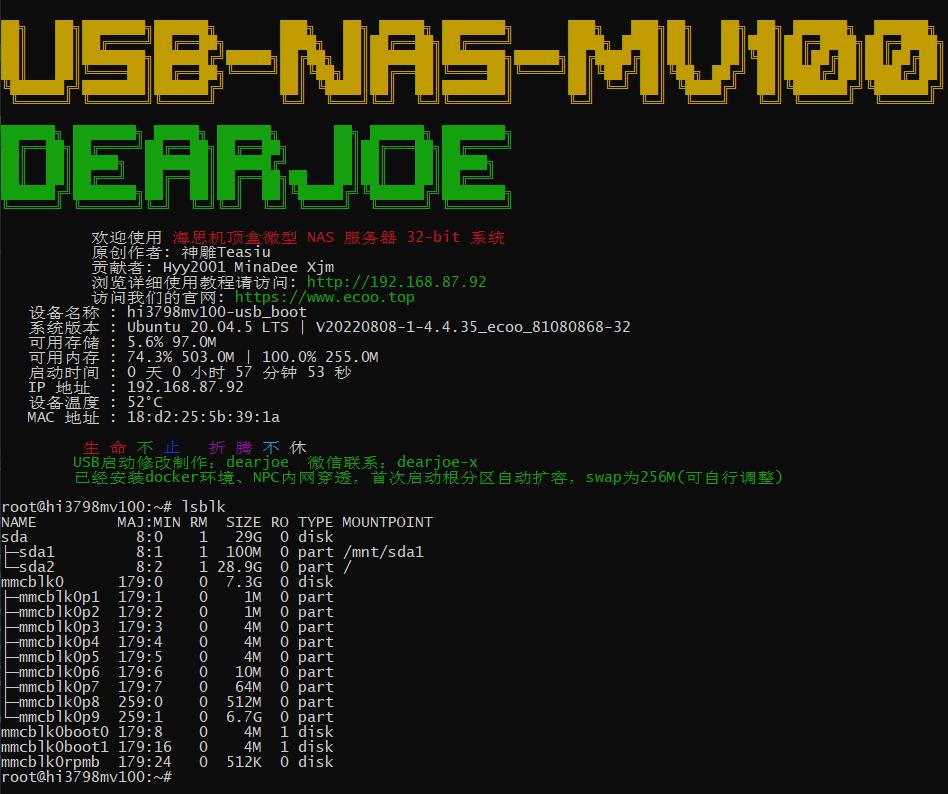 USB-NAS-MV100
DEARJOE
欢迎使用 海思机顶盒微型 NAS 服务器 32-bit 系统
原创作者: 神雕Teasiu
贡献者: Hyy2001 MinaDee Xjm
浏览详细使用教程请访问: http://192.168.87.92
访问我们的官网: https://www.ecoo.top
设备名称 : hi3798mv100-usb_boot
系统版本 : Ubuntu 20.04.5 LTS | V20220808-1-4.4.35_ecoo_81080868-32
可用存储 : 5.6% 97.0M
可用内存 : 74.3% 503.0M | 100.0% 255.0M
启动时间 : 0 天 0 小时 57 分钟 53 秒
IP 地址 : 192.168.87.92
设备温度 : 52°C
MAC 地址 : 18:d2:25:5b:39:1a
生 命 不 止 折 腾 不 休
USB启动修改制作：dearjoe 微信联系：dearjoe-x
已经安装docker环境、NPC内网穿透，首次启动根分区自动扩容，swap为256M(可自行调整)
root@hi3798mv100:~# lsblk
NAME MAJ:MIN RM SIZE RO TYPE MOUNTPOINT
sda 8:0 1 29G 0 disk
├─sda1 8:1 1 100M 0 part /mnt/sda1
└─sda2 8:2 1 28.9G 0 part /
mmcblk0 179:0 0 7.3G 0 disk
├─mmcblk0p1 179:1 0 1M 0 part
├─mmcblk0p2 179:2 0 1M 0 part
├─mmcblk0p3 179:3 0 4M 0 part
├─mmcblk0p4 179:4 0 4M 0 part
├─mmcblk0p5 179:5 0 4M 0 part
├─mmcblk0p6 179:6 0 10M 0 part
├─mmcblk0p7 179:7 0 64M 0 part
├─mmcblk0p8 259:0 0 512M 0 part
└─mmcblk0p9 259:1 0 6.7G 0 part
mmcblk0boot0 179:8 0 4M 1 disk
mmcblk0boot1 179:16 0 4M 1 disk
mmcblk0rpmb 179:24 0 512K 0 disk
root@hi3798mv100:~#